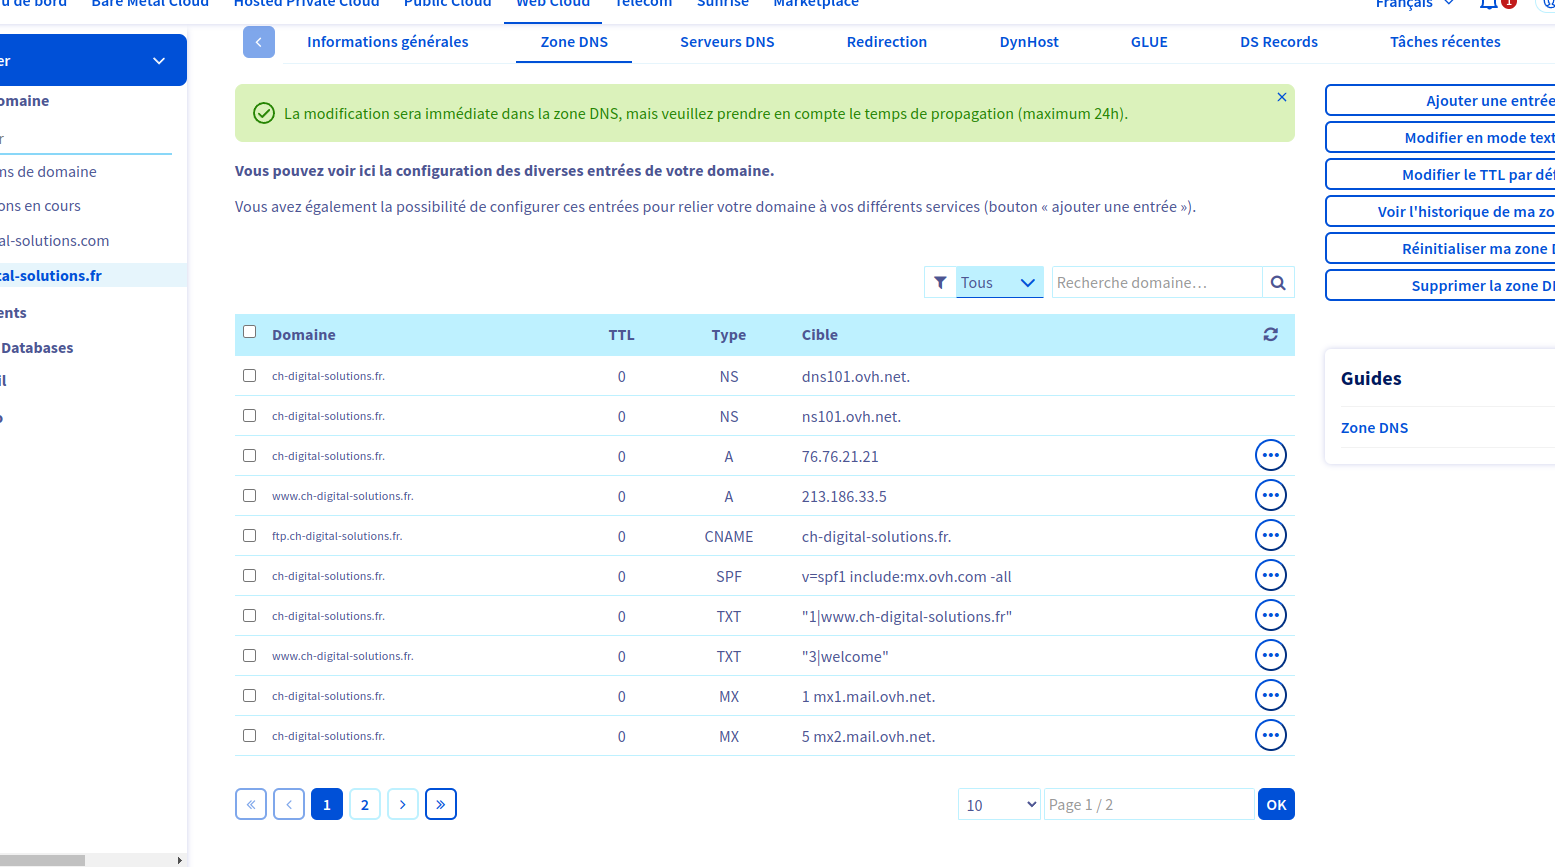 u de bord Bare Metal Cloud Hosted Private Cloud Public Cloud Web Cloud Telecom Sunrise Marketplace Français 1
Informations générales Zone DNS Serveurs DNS Redirection DynHost GLUE DS Records Tâches récentes
er
omaine
r
ns de domaine
ons en cours
al-solutions.com
tal-solutions.fr
ents
Databases
il
La modification sera immédiate dans la zone DNS, mais veuillez prendre en compte le temps de propagation (maximum 24h).
Vous pouvez voir ici la configuration des diverses entrées de votre domaine.
Vous avez également la possibilité de configurer ces entrées pour relier votre domaine à vos différents services (bouton « ajouter une entrée »).
Tous Recherche domaine...
Domaine TTL Type Cible
ch-digital-solutions.fr. 0 NS dns101.ovh.net.
ch-digital-solutions.fr. 0 NS ns101.ovh.net.
ch-digital-solutions.fr. 0 A 76.76.21.21
www.ch-digital-solutions.fr. 0 A 213.186.33.5
ftp.ch-digital-solutions.fr. 0 CNAME ch-digital-solutions.fr.
ch-digital-solutions.fr. 0 SPF v=spf1 include:mx.ovh.com -all
ch-digital-solutions.fr. 0 TXT "1|www.ch-digital-solutions.fr"
www.ch-digital-solutions.fr. 0 TXT "3|welcome"
ch-digital-solutions.fr. 0 MX 1 mx1.mail.ovh.net.
ch-digital-solutions.fr. 0 MX 5 mx2.mail.ovh.net.
« ‹ 1 2 › » 10 Page 1 / 2 OK
Ajouter une entrée
Modifier en mode text
Modifier le TTL par déf
Voir l'historique de ma zo
Réinitialiser ma zone
Supprimer la zone D
Guides
Zone DNS